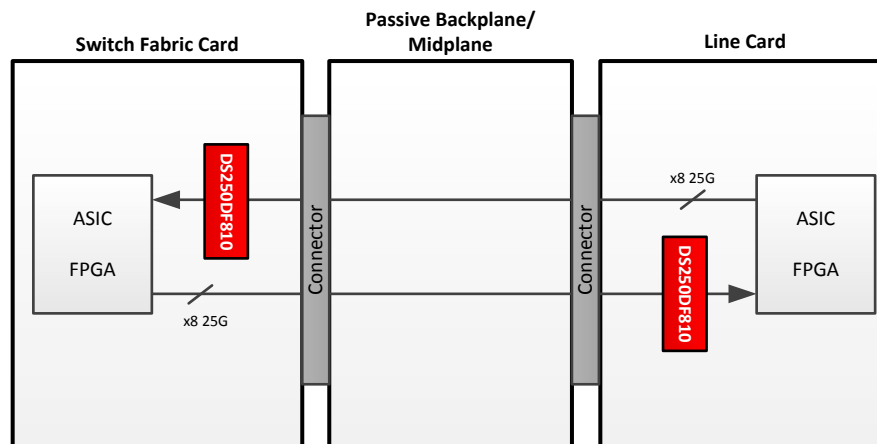 Passive Backplane/
Midplane
Switch Fabric Card
Line Card
DS250DF810
x8 25G
ASIC
FPGA
Connector
Connector
ASIC
FPGA
x8 25G
DS250DF810